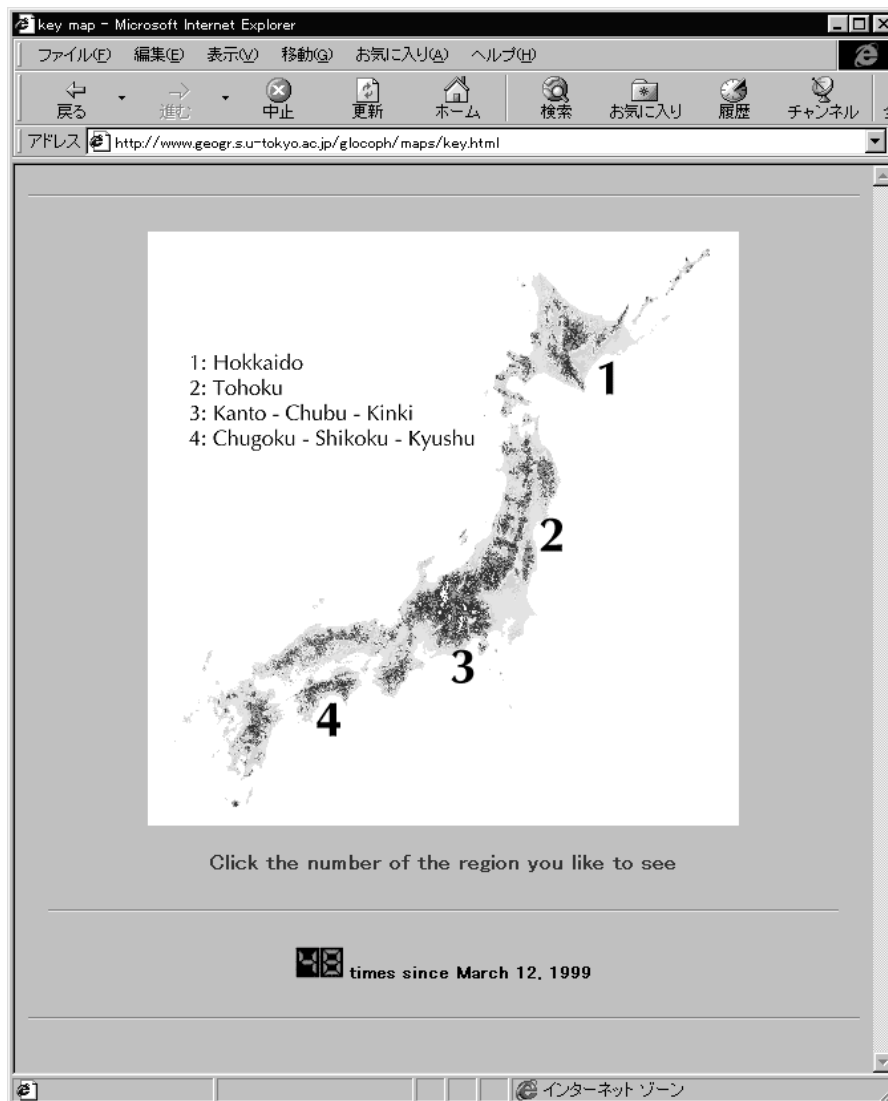 key map - Microsoft Internet Explorer
ファイル(F) 編集(E) 表示(V) 移動(G) お気に入り(A) ヘルプ(H)
戻る 進む 中止 更新 ホーム 検索 お気に入り 履歴 チャンネル
アドレス http://www.geogr.s.u-tokyo.ac.jp/glocoph/maps/key.html
1: Hokkaido
2: Tohoku
3: Kanto - Chubu - Kinki
4: Chugoku - Shikoku - Kyushu
1
2
3
4
Click the number of the region you like to see
48 times since March 12, 1999
インターネット ゾーン